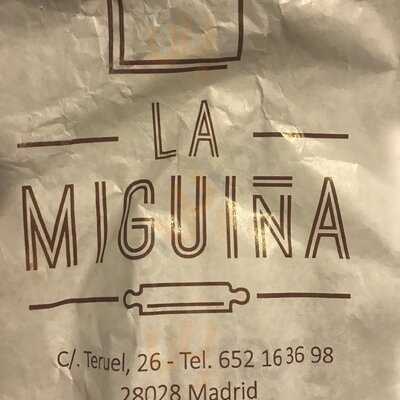 LA
MIGUIÑA
C/. Teruel, 26 - Tel. 652 16 36 98
28028 Madrid